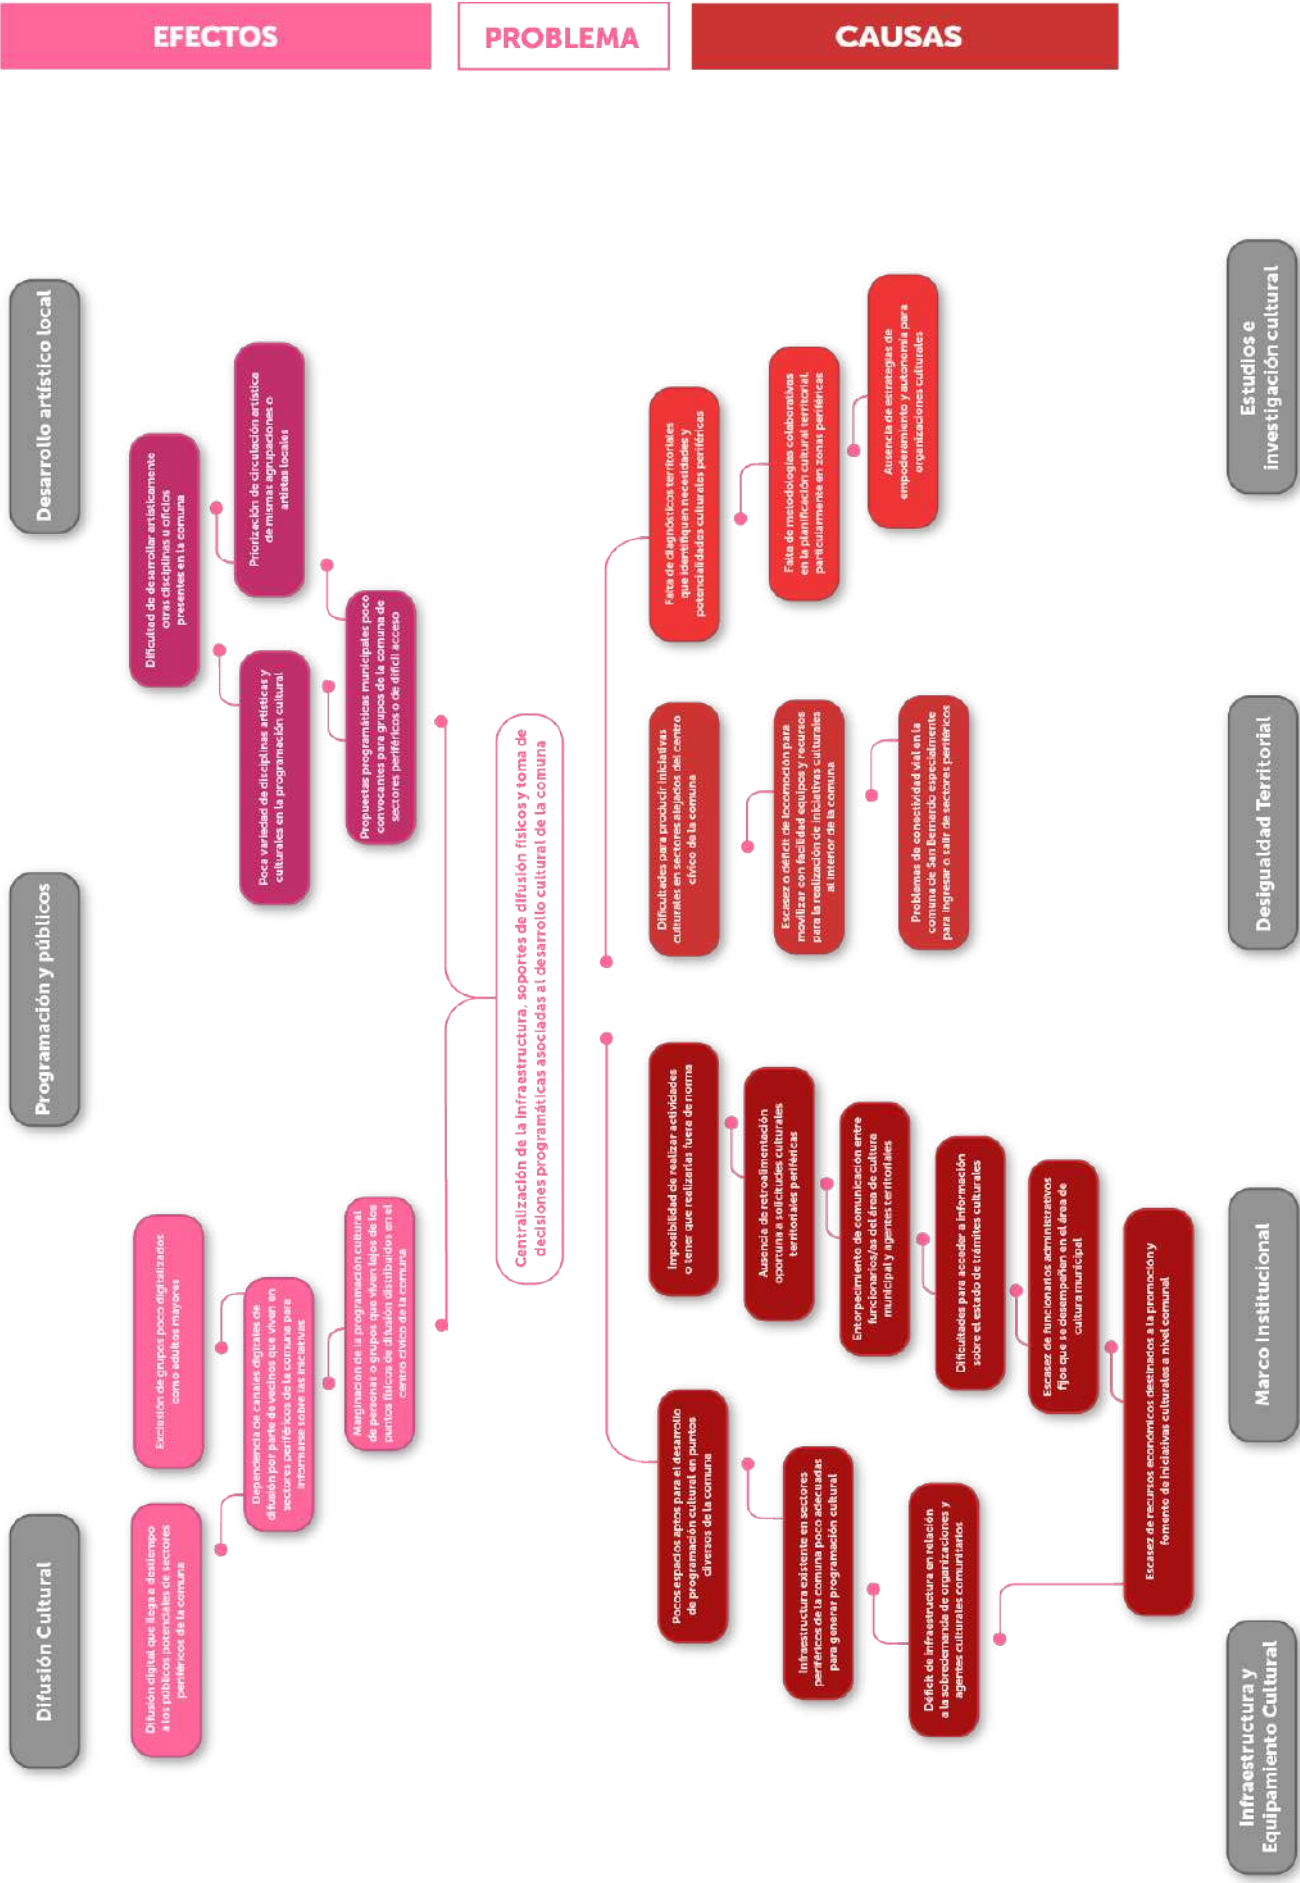 EFECTOS
PROBLEMA
CAUSAS
Difusión Cultural
Programación y públicos
Desarrollo artístico local
Difusión digital que llega a destiempo
a los públicos potenciales de sectores
periféricos de la comuna
Exclusión de grupos poco digitalizados
como adultos mayores
Dificultad de desarrollar artísticamente
otras disciplinas u oficios
presentes en la comuna
Dependencia de canales digitales de
difusión por parte de vecinos que viven en
sectores periféricos de la comuna para
informarse sobre las iniciativas
Poca variedad de disciplinas artísticas y
culturales en la programación cultural
Priorización de circulación artística
de mismas agrupaciones o
artistas locales
Marginación de la programación cultural
de personas o grupos que viven lejos de los
puntos físicos de difusión distribuidos en el
centro cívico de la comuna
Propuestas programáticas municipales poco
convocantes para grupos de la comuna de
sectores periféricos o de difícil acceso
Centralización de la infraestructura, soportes de difusión físicos y toma de
decisiones programáticas asociadas al desarrollo cultural de la comuna
Pocos espacios aptos para el desarrollo
de programación cultural en puntos
diversos de la comuna
Infraestructura existente en sectores
periféricos de la comuna poco adecuadas
para generar programación cultural
Déficit de infraestructura en relación
a la sobredemanda de organizaciones y
agentes culturales comunitarios
Imposibilidad de realizar actividades
o tener que realizarlas fuera de norma
Ausencia de retroalimentación
oportuna a solicitudes culturales
territoriales periféricas
Entorpecimiento de comunicación entre
funcionarios/as del área de cultura
municipal y agentes territoriales
Dificultades para acceder a información
sobre el estado de trámites culturales
Escasez de funcionarios administrativos
fijos que se desempeñen en el área de
cultura municipal
Escasez de recursos económicos destinados a la promoción y
fomento de iniciativas culturales a nivel comunal
Dificultades para producir iniciativas
culturales en sectores alejados del centro
cívico de la comuna
Escasez o déficit de locomoción para
movilizar con facilidad equipos y recursos
para la realización de iniciativas culturales
al interior de la comuna
Problemas de conectividad vial en la
comuna de San Bernardo especialmente
para ingresar o salir de sectores periféricos
Falta de diagnósticos territoriales
que identifiquen necesidades y
potencialidades culturales periféricas
Falta de metodologías colaborativas
en la planificación cultural territorial,
particularmente en zonas periféricas
Ausencia de estrategias de
empoderamiento y autonomía para
organizaciones culturales
Infraestructura y
Equipamiento Cultural
Marco Institucional
Desigualdad Territorial
Estudios e
investigación cultural